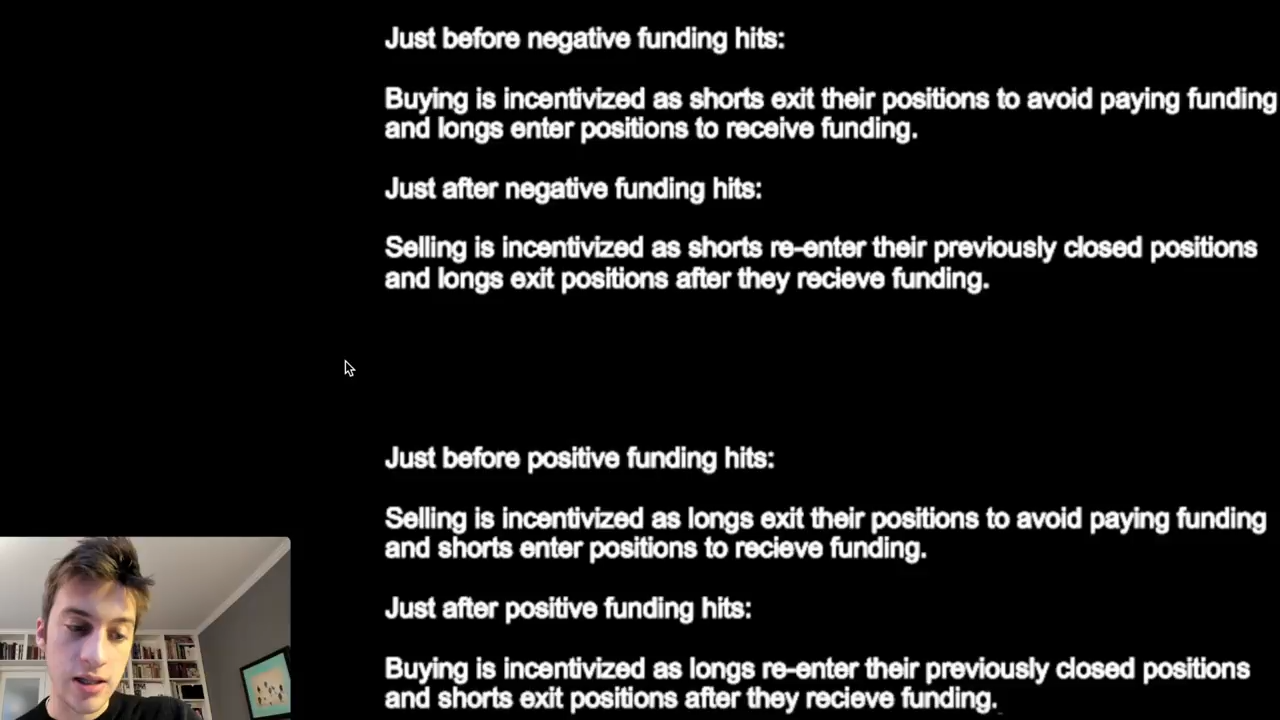 Just before negative funding hits:
Buying is incentivized as shorts exit their positions to avoid paying funding
and longs enter positions to receive funding.
Just after negative funding hits:
Selling is incentivized as shorts re-enter their previously closed positions
and longs exit positions after they recieve funding.
Just before positive funding hits:
Selling is incentivized as longs exit their positions to avoid paying funding
and shorts enter positions to recieve funding.
Just after positive funding hits:
Buying is incentivized as longs re-enter their previously closed positions
and shorts exit positions after they recieve funding.